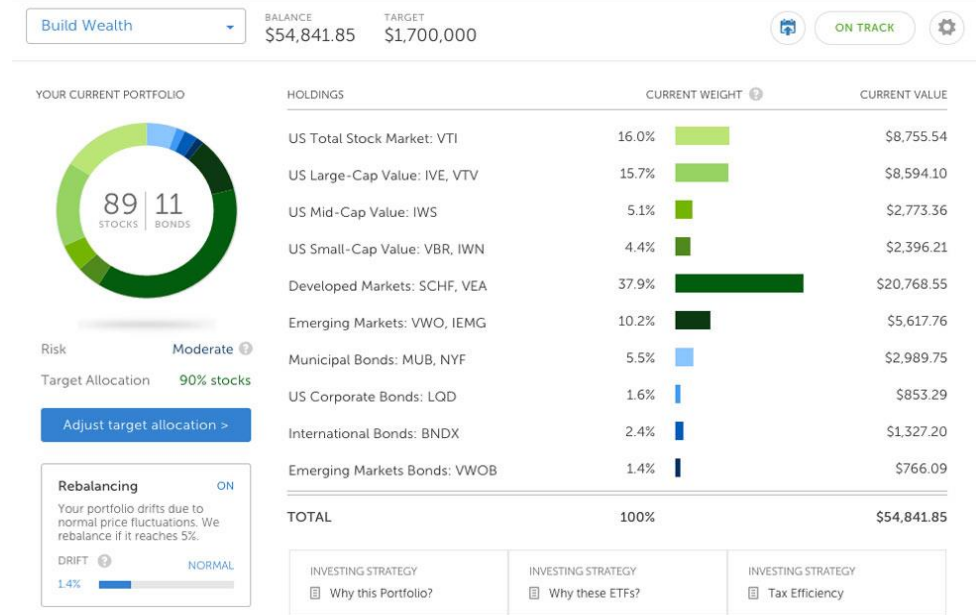 Build Wealth
BALANCE
$54,841.85
TARGET
$1,700,000
ON TRACK
YOUR CURRENT PORTFOLIO
89 | 11
STOCKS BONDS
Risk Moderate ?
Target Allocation 90% stocks
Adjust target allocation >
Rebalancing ON
Your portfolio drifts due to
normal price fluctuations. We
rebalance if it reaches 5%.
DRIFT ? NORMAL
1.4%
HOLDINGS CURRENT WEIGHT ? CURRENT VALUE
US Total Stock Market: VTI 16.0% $8,755.54
US Large-Cap Value: IVE, VTV 15.7% $8,594.10
US Mid-Cap Value: IWS 5.1% $2,773.36
US Small-Cap Value: VBR, IWN 4.4% $2,396.21
Developed Markets: SCHF, VEA 37.9% $20,768.55
Emerging Markets: VWO, IEMG 10.2% $5,617.76
Municipal Bonds: MUB, NYF 5.5% $2,989.75
US Corporate Bonds: LQD 1.6% $853.29
International Bonds: BNDX 2.4% $1,327.20
Emerging Markets Bonds: VWOB 1.4% $766.09
TOTAL 100% $54,841.85
INVESTING STRATEGY
Why this Portfolio?
INVESTING STRATEGY
Why these ETFs?
INVESTING STRATEGY
Tax Efficiency